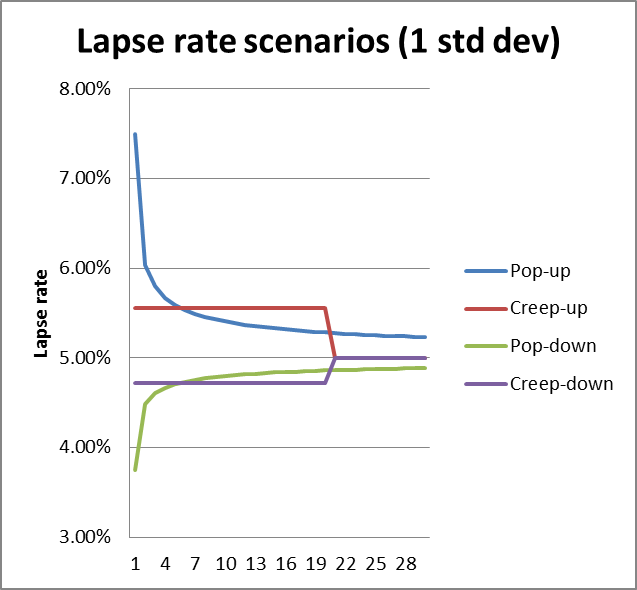 Lapse rate scenarios (1 std dev)
8.00%
7.00%
6.00%
5.00%
4.00%
3.00%
Lapse rate
1 4 7 10 13 16 19 22 25 28
Pop-up
Creep-up
Pop-down
Creep-down